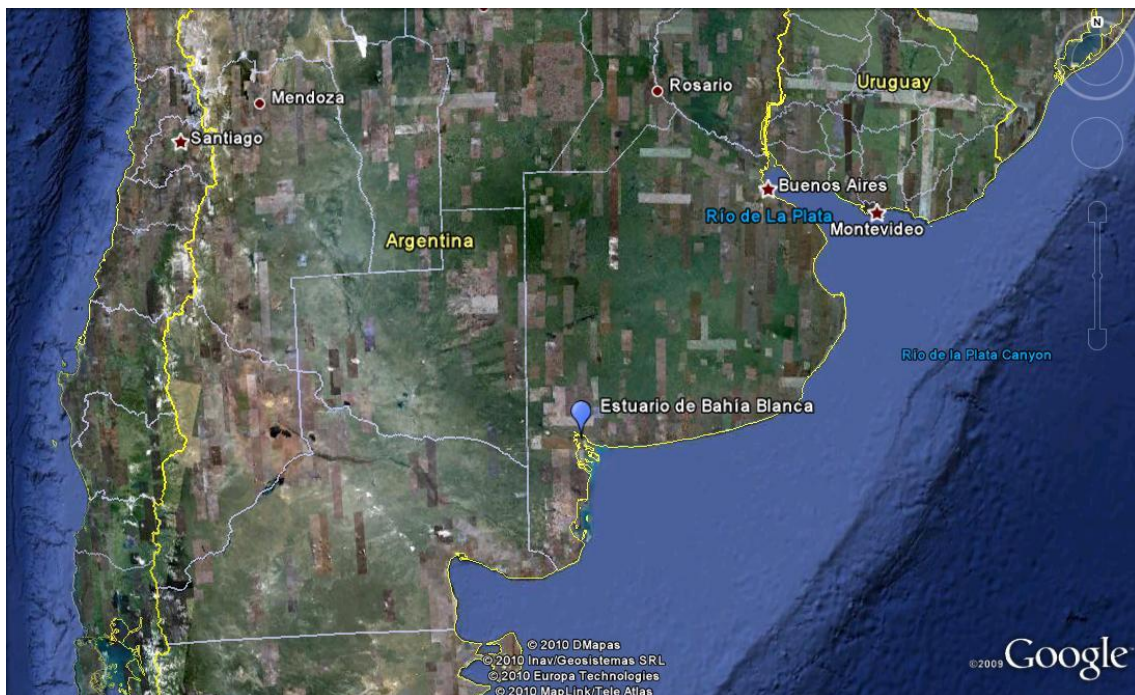 N
Rosario
Uruguay
Mendoza
Santiago
Buenos Aires
Río de La Plata
Montevideo
Argentina
Río de la Plata Canyon
Estuario de Bahía Blanca
© 2010 DMapas
© 2010 Inav/Geosistemas SRL
© 2010 Europa Technologies
© 2010 MapLink/Tele Atlas
©2009 Google